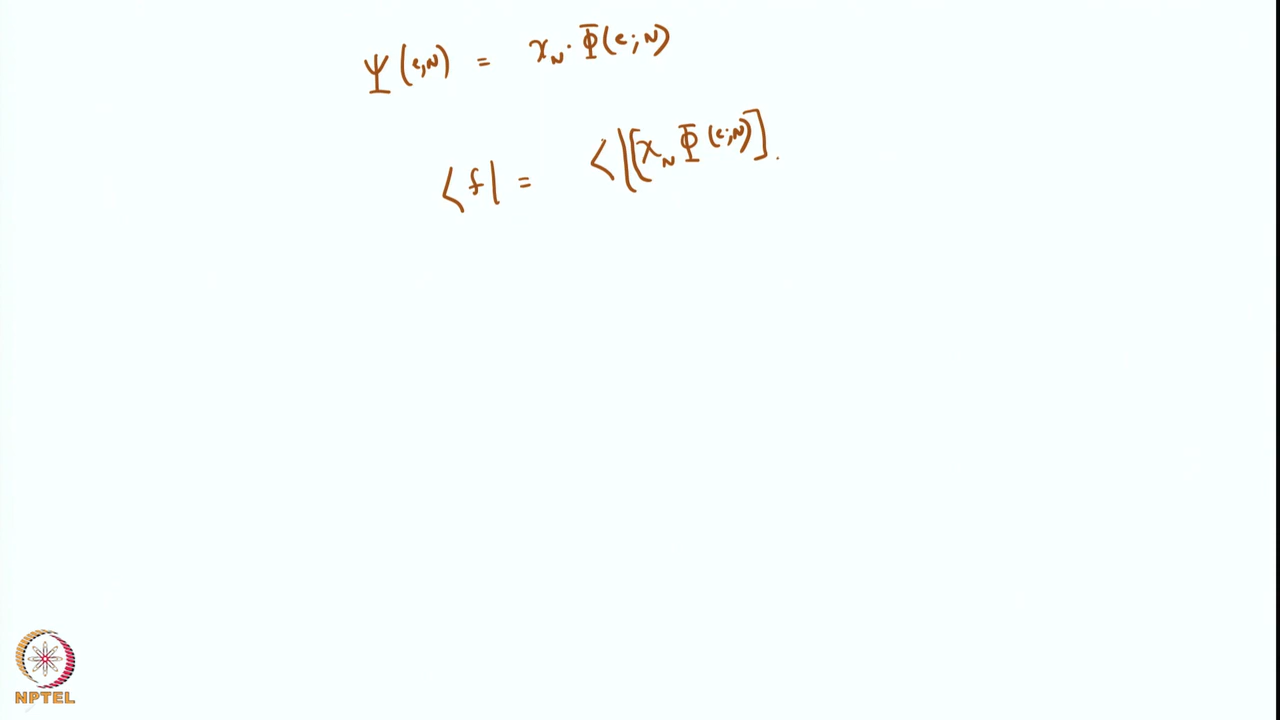 Ψ(e,N) = χ_N · Φ(e;N)
⟨f| = ⟨|[χ_N Φ(e;N)].
NPTEL